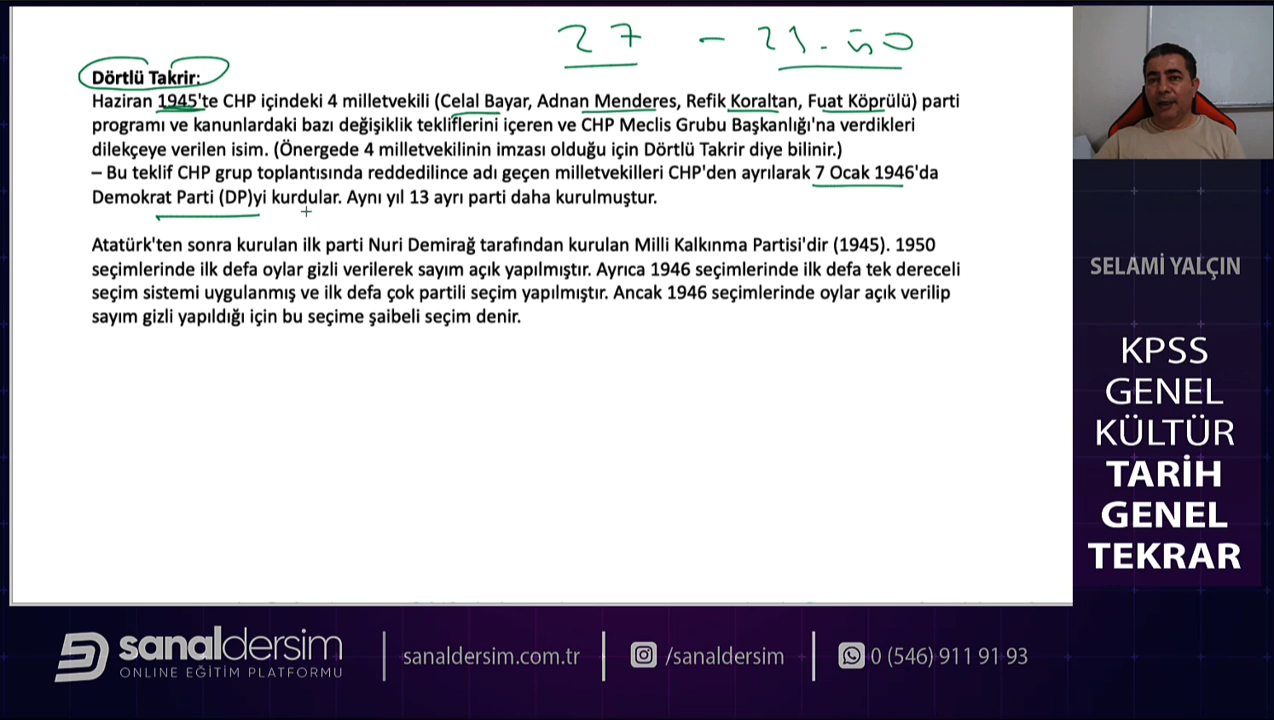 27 - 21.50
Dörtlü Takrir:
Haziran 1945'te CHP içindeki 4 milletvekili (Celal Bayar, Adnan Menderes, Refik Koraltan, Fuat Köprülü) parti
programı ve kanunlardaki bazı değişiklik tekliflerini içeren ve CHP Meclis Grubu Başkanlığı'na verdikleri
dilekçeye verilen isim. (Önergede 4 milletvekilinin imzası olduğu için Dörtlü Takrir diye bilinir.)
– Bu teklif CHP grup toplantısında reddedilince adı geçen milletvekilleri CHP'den ayrılarak 7 Ocak 1946'da
Demokrat Parti (DP)yi kurdular. Aynı yıl 13 ayrı parti daha kurulmuştur.
Atatürk'ten sonra kurulan ilk parti Nuri Demirağ tarafından kurulan Milli Kalkınma Partisi'dir (1945). 1950
seçimlerinde ilk defa oylar gizli verilerek sayım açık yapılmıştır. Ayrıca 1946 seçimlerinde ilk defa tek dereceli
seçim sistemi uygulanmış ve ilk defa çok partili seçim yapılmıştır. Ancak 1946 seçimlerinde oylar açık verilip
sayım gizli yapıldığı için bu seçime şaibeli seçim denir.
SELAMİ YALÇIN
KPSS
GENEL
KÜLTÜR
TARİH
GENEL
TEKRAR
sanaldersim
ONLINE EĞİTİM PLATFORMU
sanaldersim.com.tr
/sanaldersim
0 (546) 911 91 93